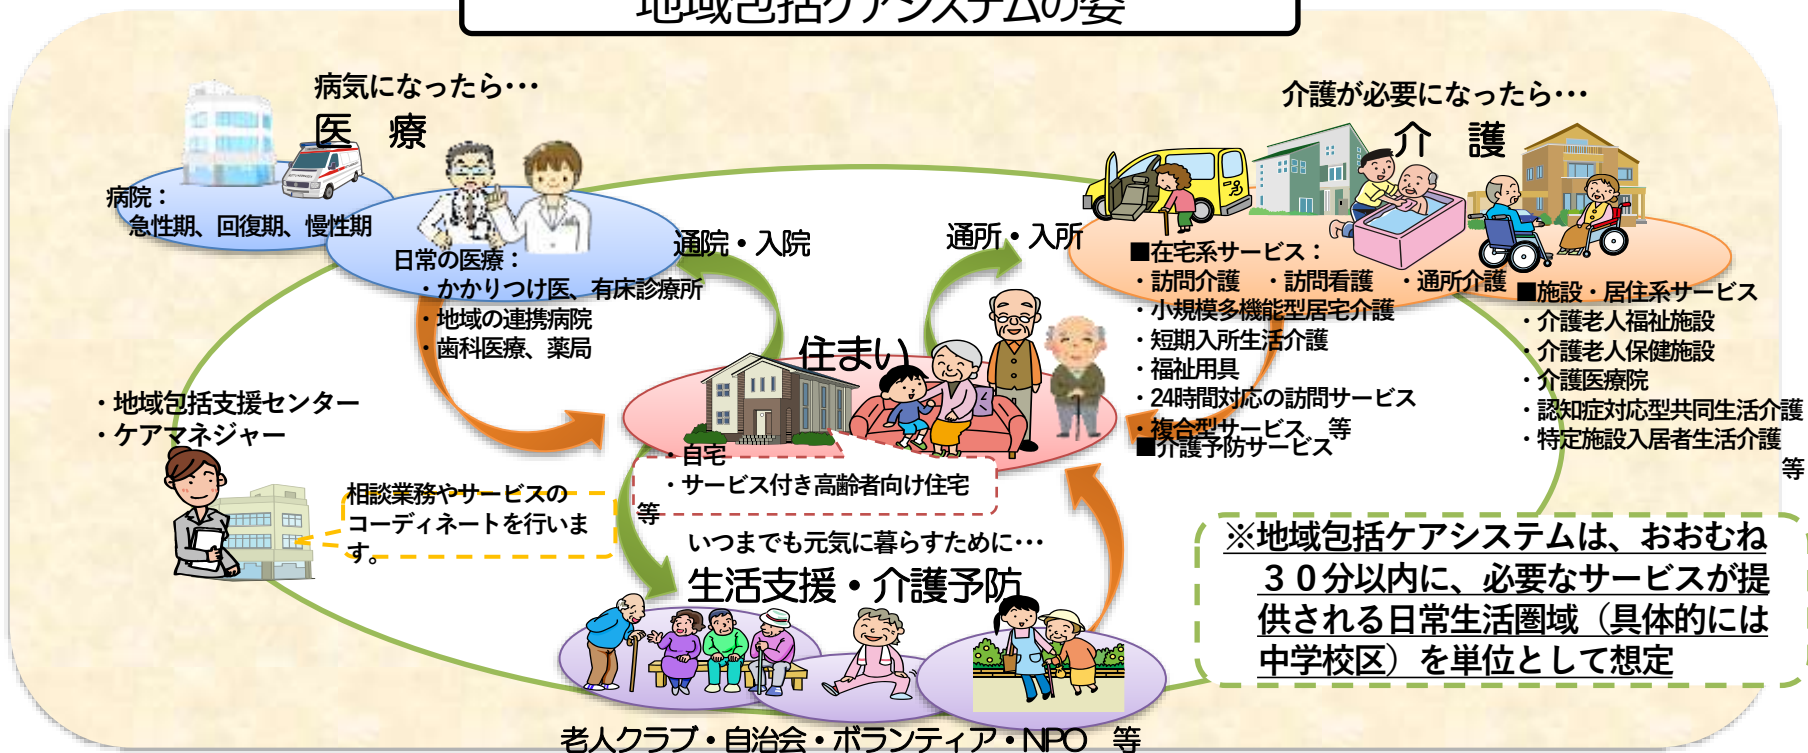 地域包括ケアシステムの姿
病気になったら･･･
医 療
病院：
急性期、回復期、慢性期
日常の医療：
・かかりつけ医、有床診療所
・地域の連携病院
・歯科医療、薬局
通院・入院
通所・入所
介護が必要になったら･･･
介 護
■在宅系サービス：
・訪問介護 ・訪問看護 ・通所介護
・小規模多機能型居宅介護
・短期入所生活介護
・福祉用具
・24時間対応の訪問サービス
・複合型サービス 等
■介護予防サービス
■施設・居住系サービス
・介護老人福祉施設
・介護老人保健施設
・介護医療院
・認知症対応型共同生活介護
・特定施設入居者生活介護
等
住まい
・自宅
・サービス付き高齢者向け住宅
等
・地域包括支援センター
・ケアマネジャー
相談業務やサービスの
コーディネートを行いま
す。
いつまでも元気に暮らすために･･･
生活支援・介護予防
老人クラブ・自治会・ボランティア・NPO 等
※地域包括ケアシステムは、おおむね
３０分以内に、必要なサービスが提
供される日常生活圏域（具体的には
中学校区）を単位として想定